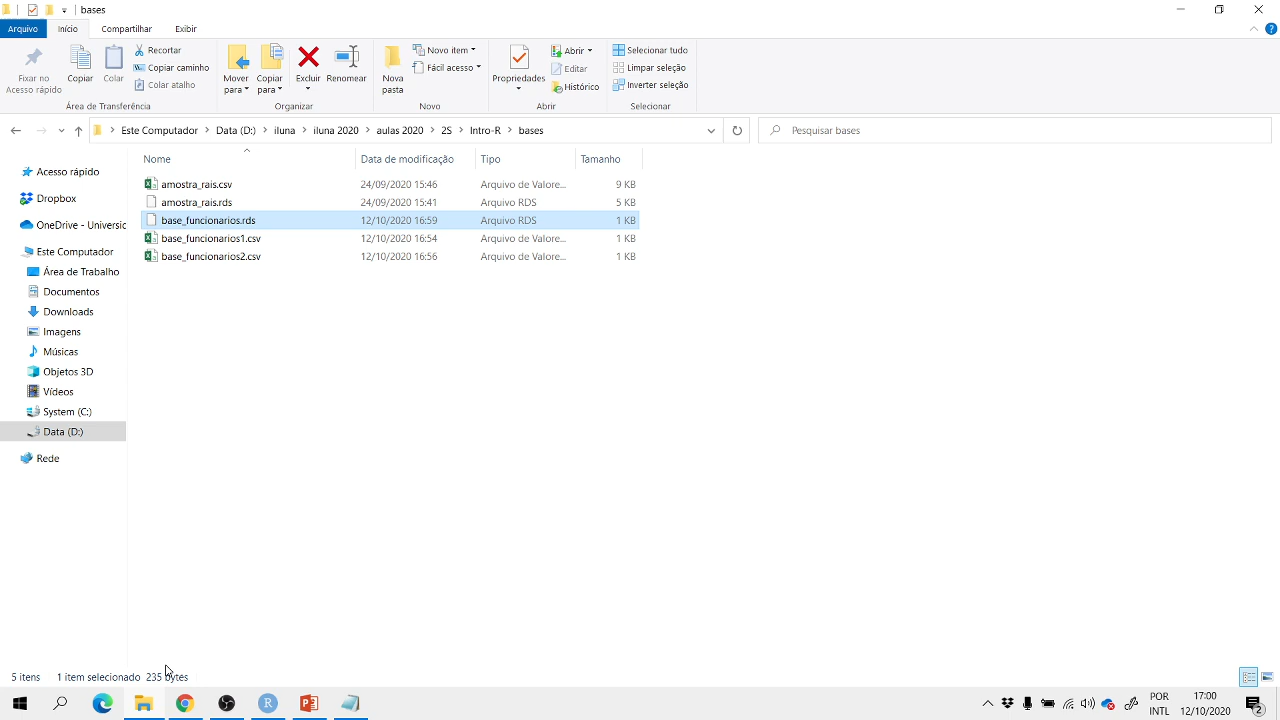 bases
Arquivo Início Compartilhar Exibir
Fixar no Acesso rápido
Copiar
Colar
Recortar
Copiar caminho
Colar atalho
Mover para
Copiar para
Excluir
Renomear
Nova pasta
Novo item
Fácil acesso
Propriedades
Abrir
Editar
Histórico
Selecionar tudo
Limpar seleção
Inverter seleção
Área de Transferência Organizar Novo Abrir Selecionar
Este Computador Data (D:) iluna iluna 2020 aulas 2020 2S Intro-R bases
Pesquisar bases
Nome Data de modificação Tipo Tamanho
amostra_rais.csv 24/09/2020 15:46 Arquivo de Valore... 9 KB
amostra_rais.rds 24/09/2020 15:41 Arquivo RDS 5 KB
base_funcionarios.rds 12/10/2020 16:59 Arquivo RDS 1 KB
base_funcionarios1.csv 12/10/2020 16:54 Arquivo de Valore... 1 KB
base_funcionarios2.csv 12/10/2020 16:56 Arquivo de Valore... 1 KB
Acesso rápido
Dropbox
OneDrive - Universic
Este Computador
Área de Trabalho
Documentos
Downloads
Imagens
Músicas
Objetos 3D
Vídeos
System (C:)
Data (D:)
Rede
5 itens 1 item selecionado 235 bytes
POR 17:00
INTL 12/10/2020
2